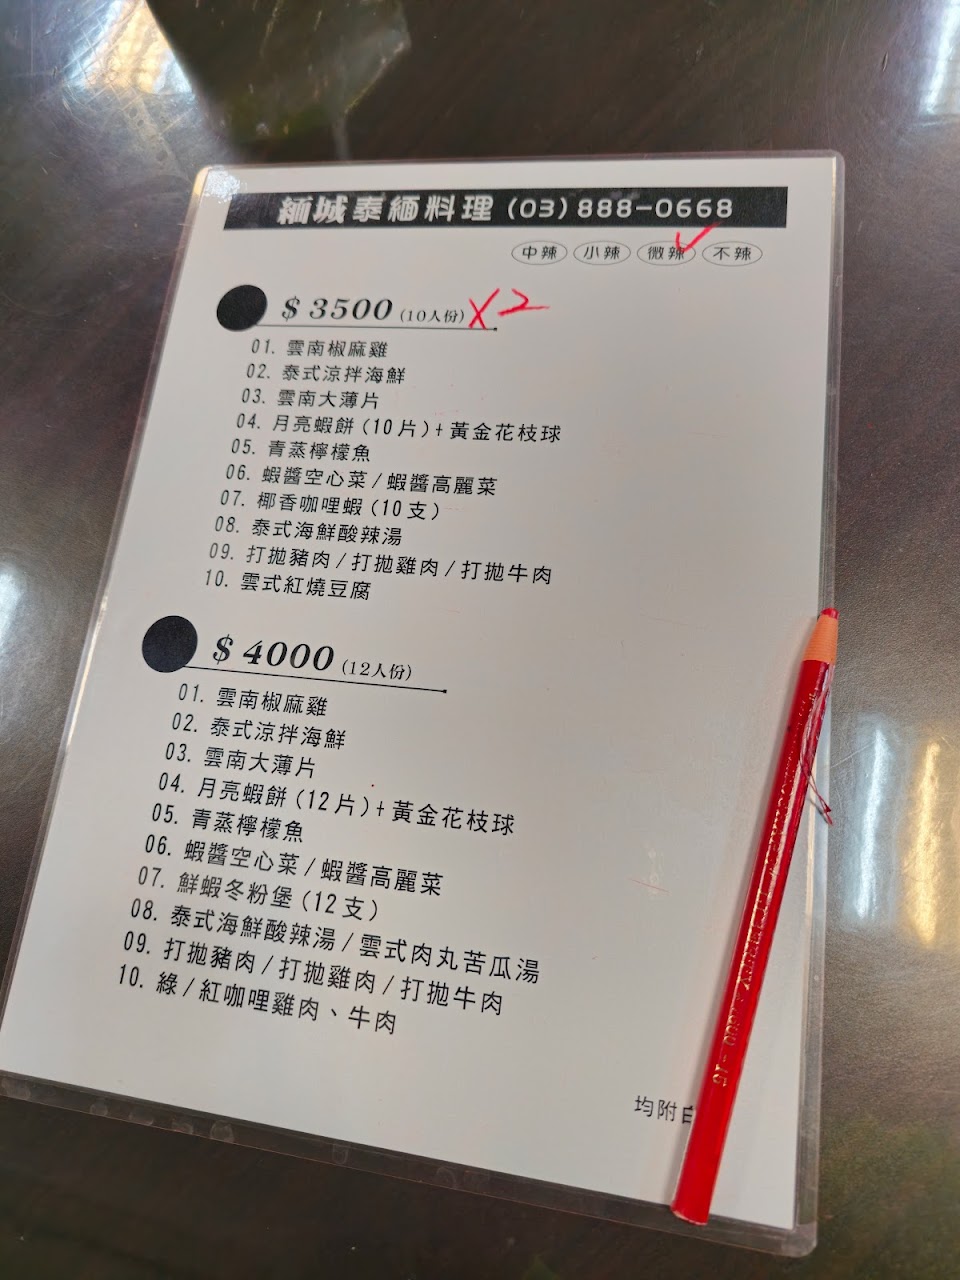 緬城泰緬料理 (03) 888-0668
中辣 小辣 微辣 不辣
$ 3500 (10人份) X2
01. 雲南椒麻雞
02. 泰式涼拌海鮮
03. 雲南大薄片
04. 月亮蝦餅 (10片) + 黃金花枝球
05. 青蒸檸檬魚
06. 蝦醬空心菜 / 蝦醬高麗菜
07. 椰香咖哩蝦 (10支)
08. 泰式海鮮酸辣湯
09. 打拋豬肉 / 打拋雞肉 / 打拋牛肉
10. 雲式紅燒豆腐
$ 4000 (12人份)
01. 雲南椒麻雞
02. 泰式涼拌海鮮
03. 雲南大薄片
04. 月亮蝦餅 (12片) + 黃金花枝球
05. 青蒸檸檬魚
06. 蝦醬空心菜 / 蝦醬高麗菜
07. 鮮蝦冬粉堡 (12支)
08. 泰式海鮮酸辣湯 / 雲式肉丸苦瓜湯
09. 打拋豬肉 / 打拋雞肉 / 打拋牛肉
10. 綠 / 紅咖哩雞肉、牛肉
均附